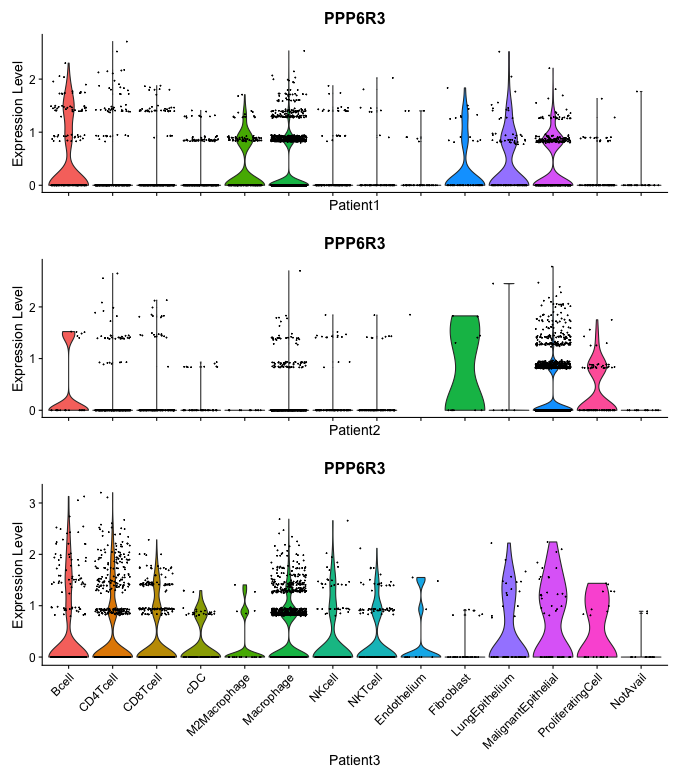 PPP6R3
Expression Level
2
1
0
Patient1
PPP6R3
Expression Level
2
1
0
Patient2
PPP6R3
Expression Level
3
2
1
0
Bcell
CD4Tcell
CD8Tcell
cDC
M2Macrophage
Macrophage
NKcell
NKTcell
Endothelium
Fibroblast
LungEpithelium
MalignantEpithelial
ProliferatingCell
NotAvail
Patient3